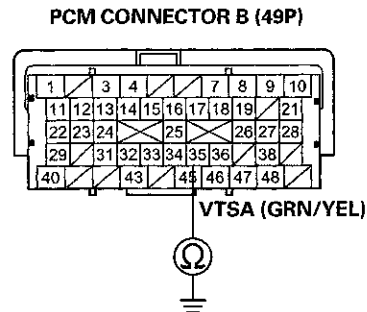 PCM CONNECTOR B (49P)
1 3 4 7 8 9 10
11 12 13 14 15 16 17 18 19 21
22 23 24 25 26 27 28
29 31 32 33 34 35 36 38
40 43 45 46 47 48
VTSA (GRN/YEL)
Ω